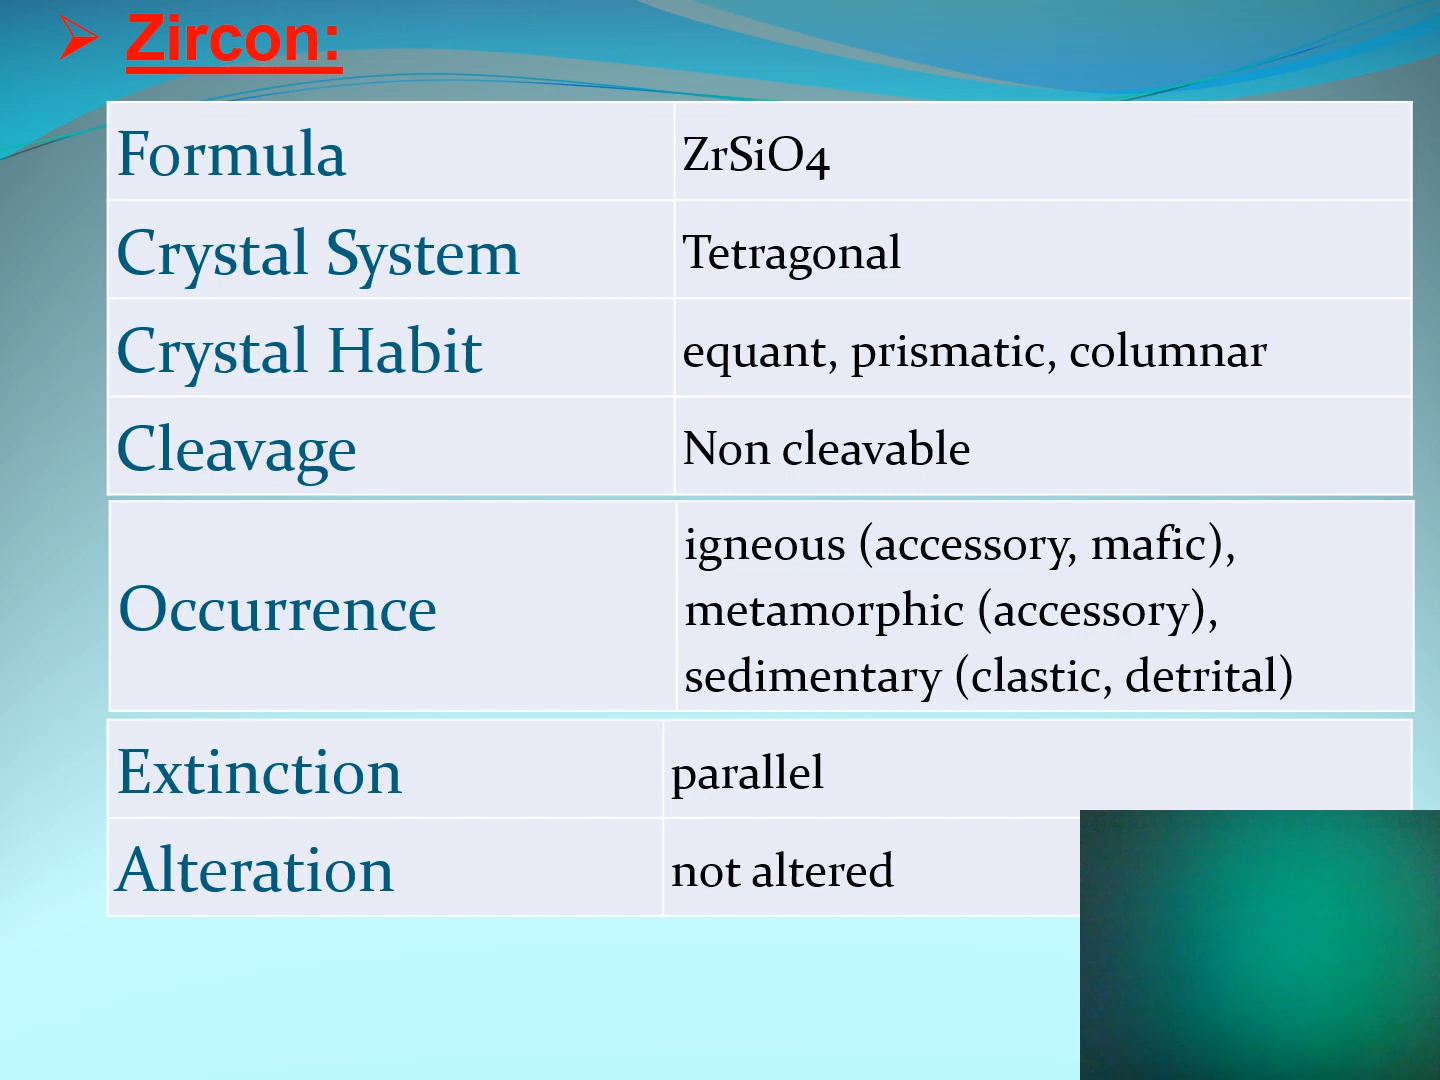 Zircon:
Formula
ZrSiO4
Crystal System
Tetragonal
Crystal Habit
equant, prismatic, columnar
Cleavage
Non cleavable
Occurrence
igneous (accessory, mafic),
metamorphic (accessory),
sedimentary (clastic, detrital)
Extinction
parallel
Alteration
not altered